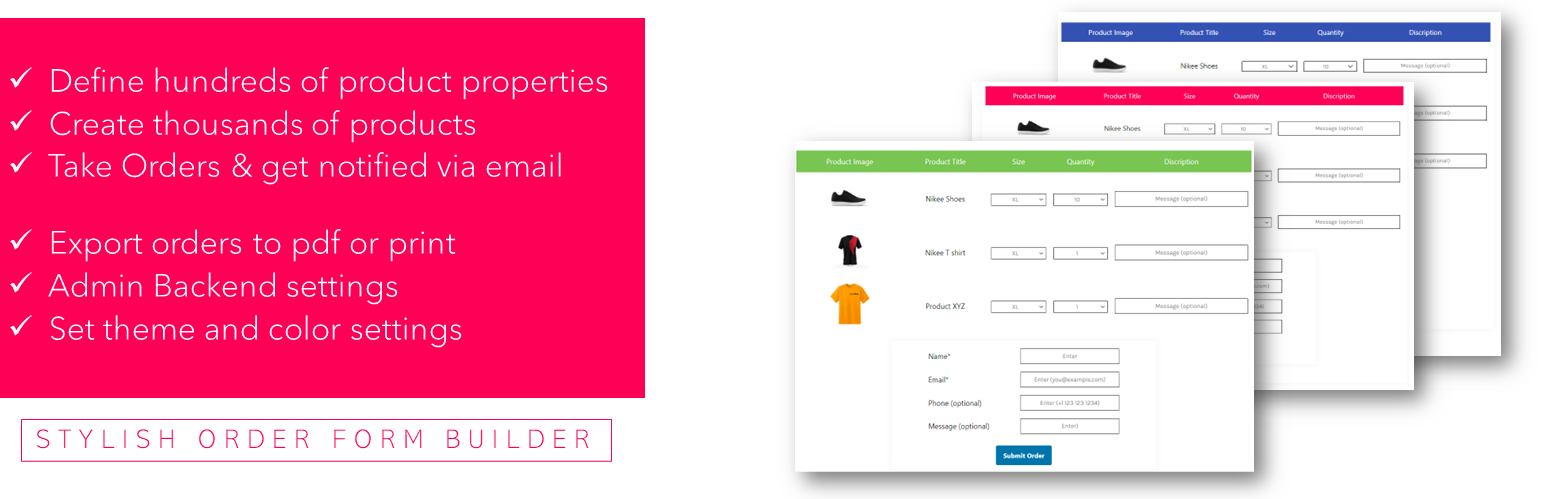 ✓ Define hundreds of product properties
✓ Create thousands of products
✓ Take Orders & get notified via email
✓ Export orders to pdf or print
✓ Admin Backend settings
✓ Set theme and color settings
STYLISH ORDER FORM BUILDER
Product Image Product Title Size Quantity Discription
Nikee Shoes XL 10 Message (optional)
Product Image Product Title Size Quantity Discription
Nikee Shoes XL 10 Message (optional)
Message (optional)
Message (optional)
Product Image Product Title Size Quantity Discription
Nikee Shoes XL 10 Message (optional)
Nikee T shirt XL 1 Message (optional)
Product XYZ XL 1 Message (optional)
Name* Enter
Email* Enter (you@example.com)
Phone (optional) Enter (+1 123 123 1234)
Message (optional) Enter)
Submit Order